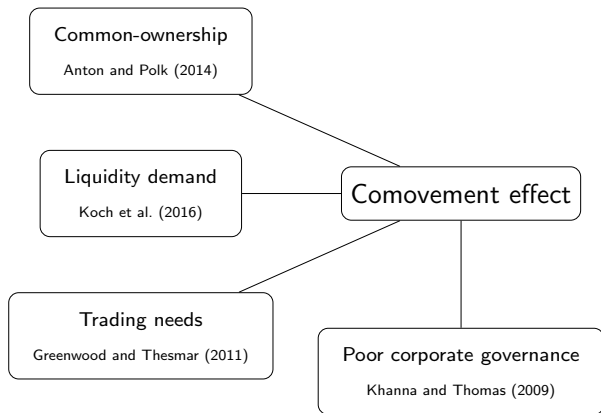 Common-ownership
Anton and Polk (2014)
Liquidity demand
Koch et al. (2016)
Comovement effect
Trading needs
Greenwood and Thesmar (2011)
Poor corporate governance
Khanna and Thomas (2009)